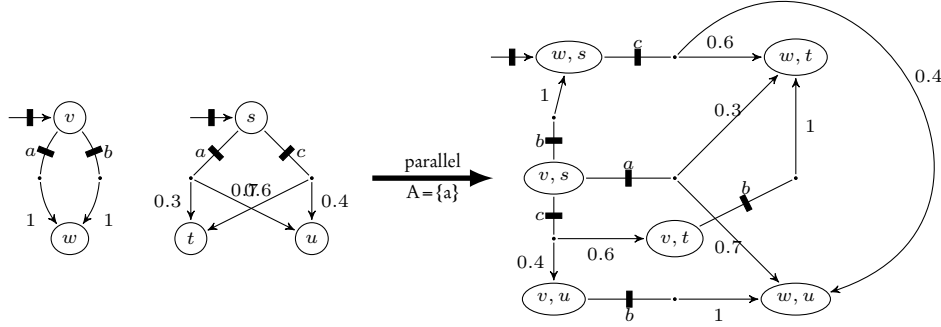 w, s
c
0.6
w, t
0.4
1
0.3
v
s
a
b
a
c
b
1
parallel
A={a}
v, s
a
b
0.3
0.7
0.6
0.4
c
1
1
w
t
u
0.6
v, t
0.7
0.4
v, u
b
1
w, u